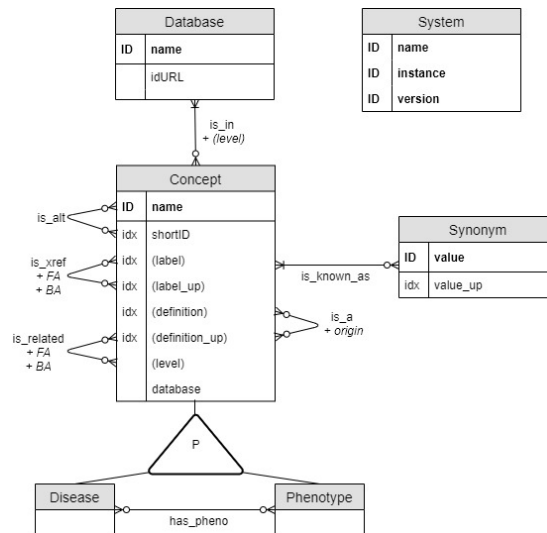 Database
ID name
idURL
System
ID name
ID instance
ID version
is_in
+ (level)
Concept
ID name
idx shortID
idx (label)
idx (label_up)
idx (definition)
idx (definition_up)
(level)
database
is_alt
is_xref
+ FA
+ BA
is_related
+ FA
+ BA
is_known_as
Synonym
ID value
idx value_up
is_a
+ origin
P
Disease
has_pheno
Phenotype